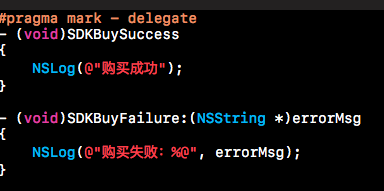 #pragma mark - delegate
- (void)SDKBuySuccess
{
    NSLog(@"购买成功");
}
- (void)SDKBuyFailure:(NSString *)errorMsg
{
    NSLog(@"购买失败：%@", errorMsg);
}